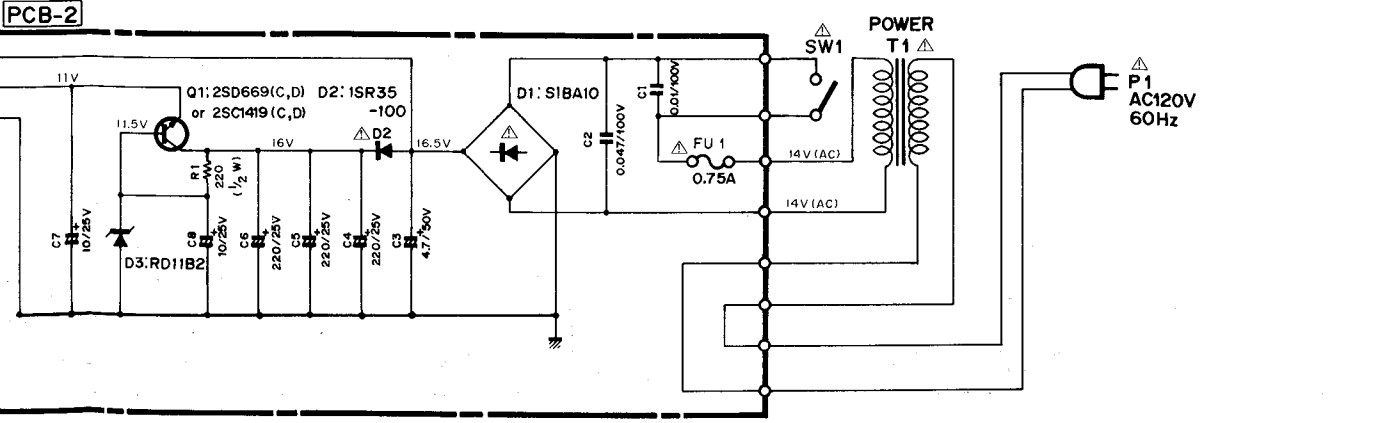 PCB-2
POWER
T1
SW1
P1
AC120V
60Hz
11V
Q1:2SD669(C,D)
or 2SC1419(C,D)
D2:1SR35
-100
D1:S1BA10
C1
0.01/100V
C2
0.047/100V
11.5V
16V
D2
16.5V
FU1
0.75A
14V(AC)
14V(AC)
R1
220
(1/2 W)
C7
10/25V
D3:RD11B2
C8
10/25V
C6
220/25V
C5
220/25V
C4
220/25V
C3
4.7/50V